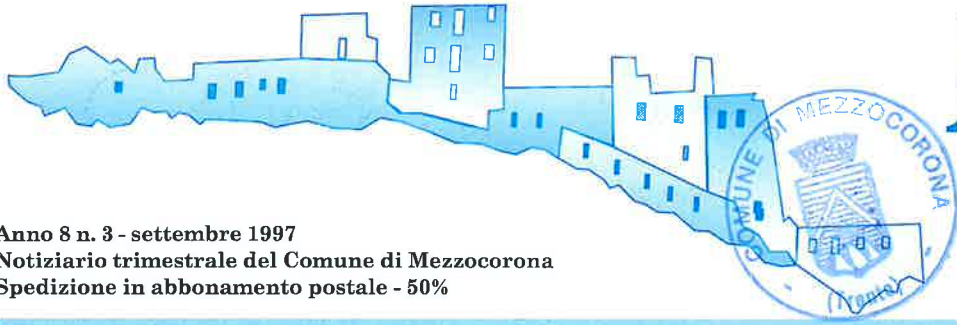 COMUNE DI MEZZOCORONA
(Trento)
Anno 8 n. 3 - settembre 1997
Notiziario trimestrale del Comune di Mezzocorona
Spedizione in abbonamento postale - 50%